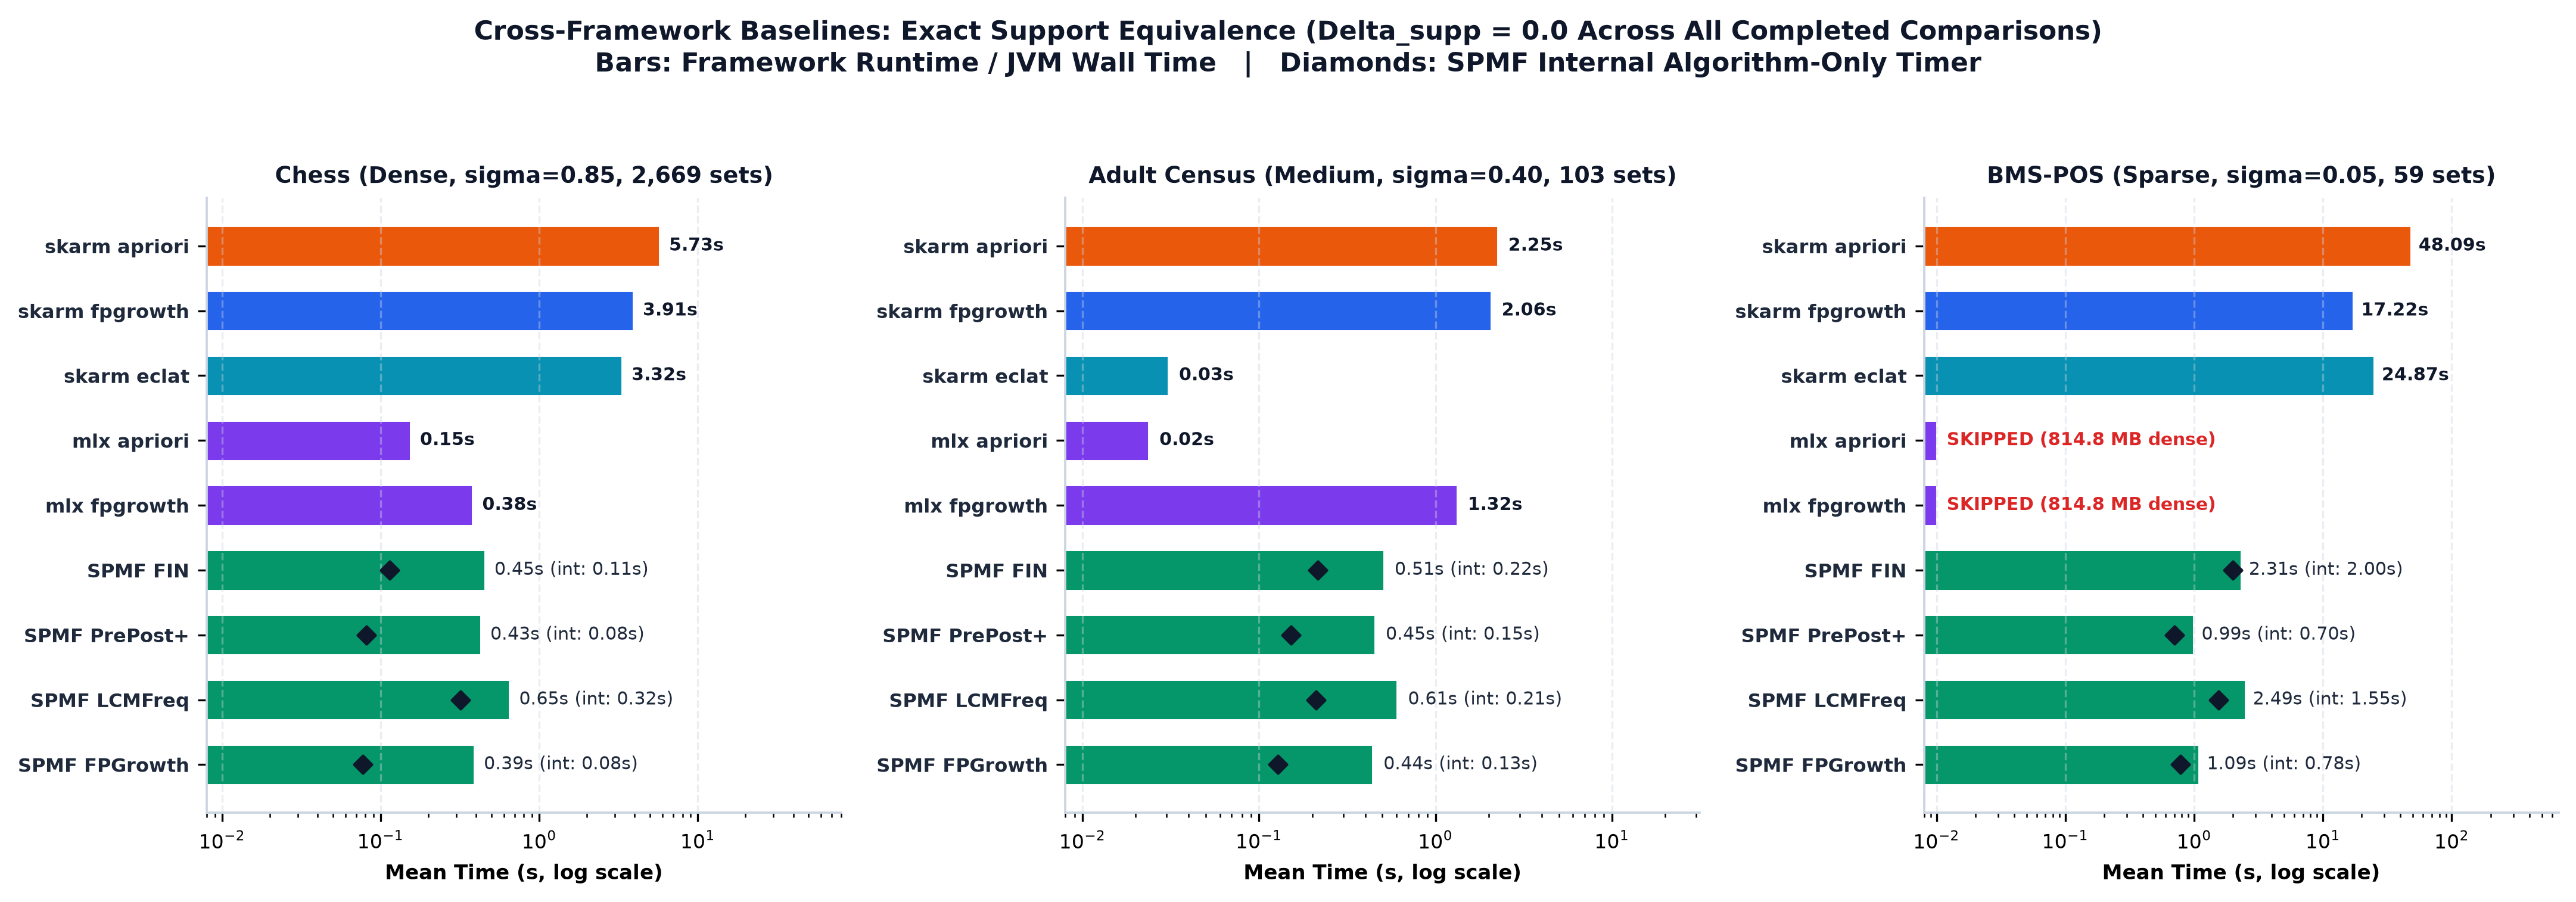 Cross-Framework Baselines: Exact Support Equivalence (Delta_supp = 0.0 Across All Completed Comparisons)
Bars: Framework Runtime / JVM Wall Time | Diamonds: SPMF Internal Algorithm-Only Timer
Chess (Dense, sigma=0.85, 2,669 sets)
skarm apriori 5.73s
skarm fpgrowth 3.91s
skarm eclat 3.32s
mlx apriori 0.15s
mlx fpgrowth 0.38s
SPMF FIN 0.45s (int: 0.11s)
SPMF PrePost+ 0.43s (int: 0.08s)
SPMF LCMFreq 0.65s (int: 0.32s)
SPMF FPGrowth 0.39s (int: 0.08s)
10⁻² 10⁻¹ 10⁰ 10¹
Mean Time (s, log scale)
Adult Census (Medium, sigma=0.40, 103 sets)
skarm apriori 2.25s
skarm fpgrowth 2.06s
skarm eclat 0.03s
mlx apriori 0.02s
mlx fpgrowth 1.32s
SPMF FIN 0.51s (int: 0.22s)
SPMF PrePost+ 0.45s (int: 0.15s)
SPMF LCMFreq 0.61s (int: 0.21s)
SPMF FPGrowth 0.44s (int: 0.13s)
10⁻² 10⁻¹ 10⁰ 10¹
Mean Time (s, log scale)
BMS-POS (Sparse, sigma=0.05, 59 sets)
skarm apriori 48.09s
skarm fpgrowth 17.22s
skarm eclat 24.87s
mlx apriori SKIPPED (814.8 MB dense)
mlx fpgrowth SKIPPED (814.8 MB dense)
SPMF FIN 2.31s (int: 2.00s)
SPMF PrePost+ 0.99s (int: 0.70s)
SPMF LCMFreq 2.49s (int: 1.55s)
SPMF FPGrowth 1.09s (int: 0.78s)
10⁻² 10⁻¹ 10⁰ 10¹ 10²
Mean Time (s, log scale)